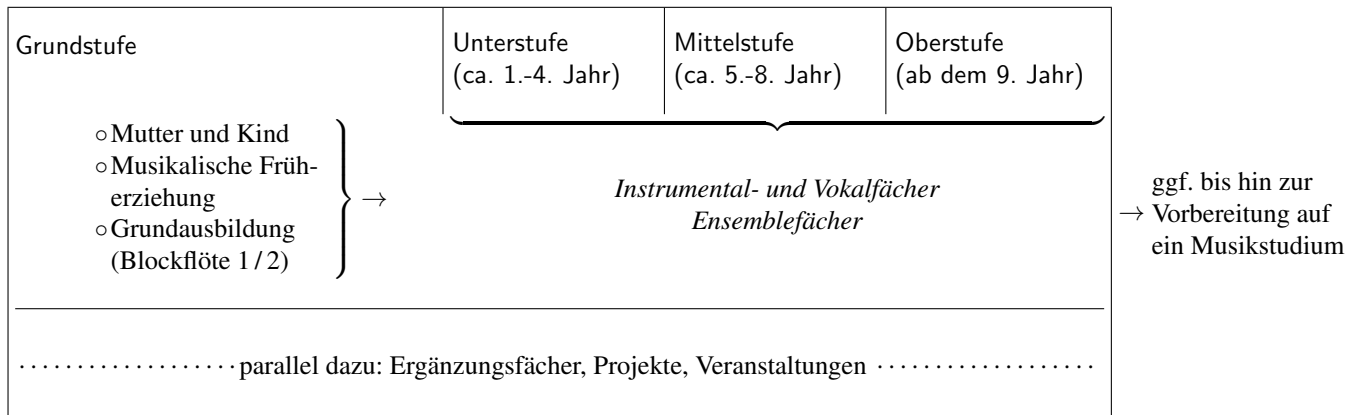 Grundstufe
Unterstufe
(ca. 1.-4. Jahr)
Mittelstufe
(ca. 5.-8. Jahr)
Oberstufe
(ab dem 9. Jahr)
◦ Mutter und Kind
◦ Musikalische Früh-
erziehung
◦ Grundausbildung
(Blockflöte 1 / 2)
→
Instrumental- und Vokalfächer
Ensemblefächer
→
ggf. bis hin zur
Vorbereitung auf
ein Musikstudium
· · · · · · · · · · · · · · · · · · · parallel dazu: Ergänzungsfächer, Projekte, Veranstaltungen · · · · · · · · · · · · · · · · · · ·